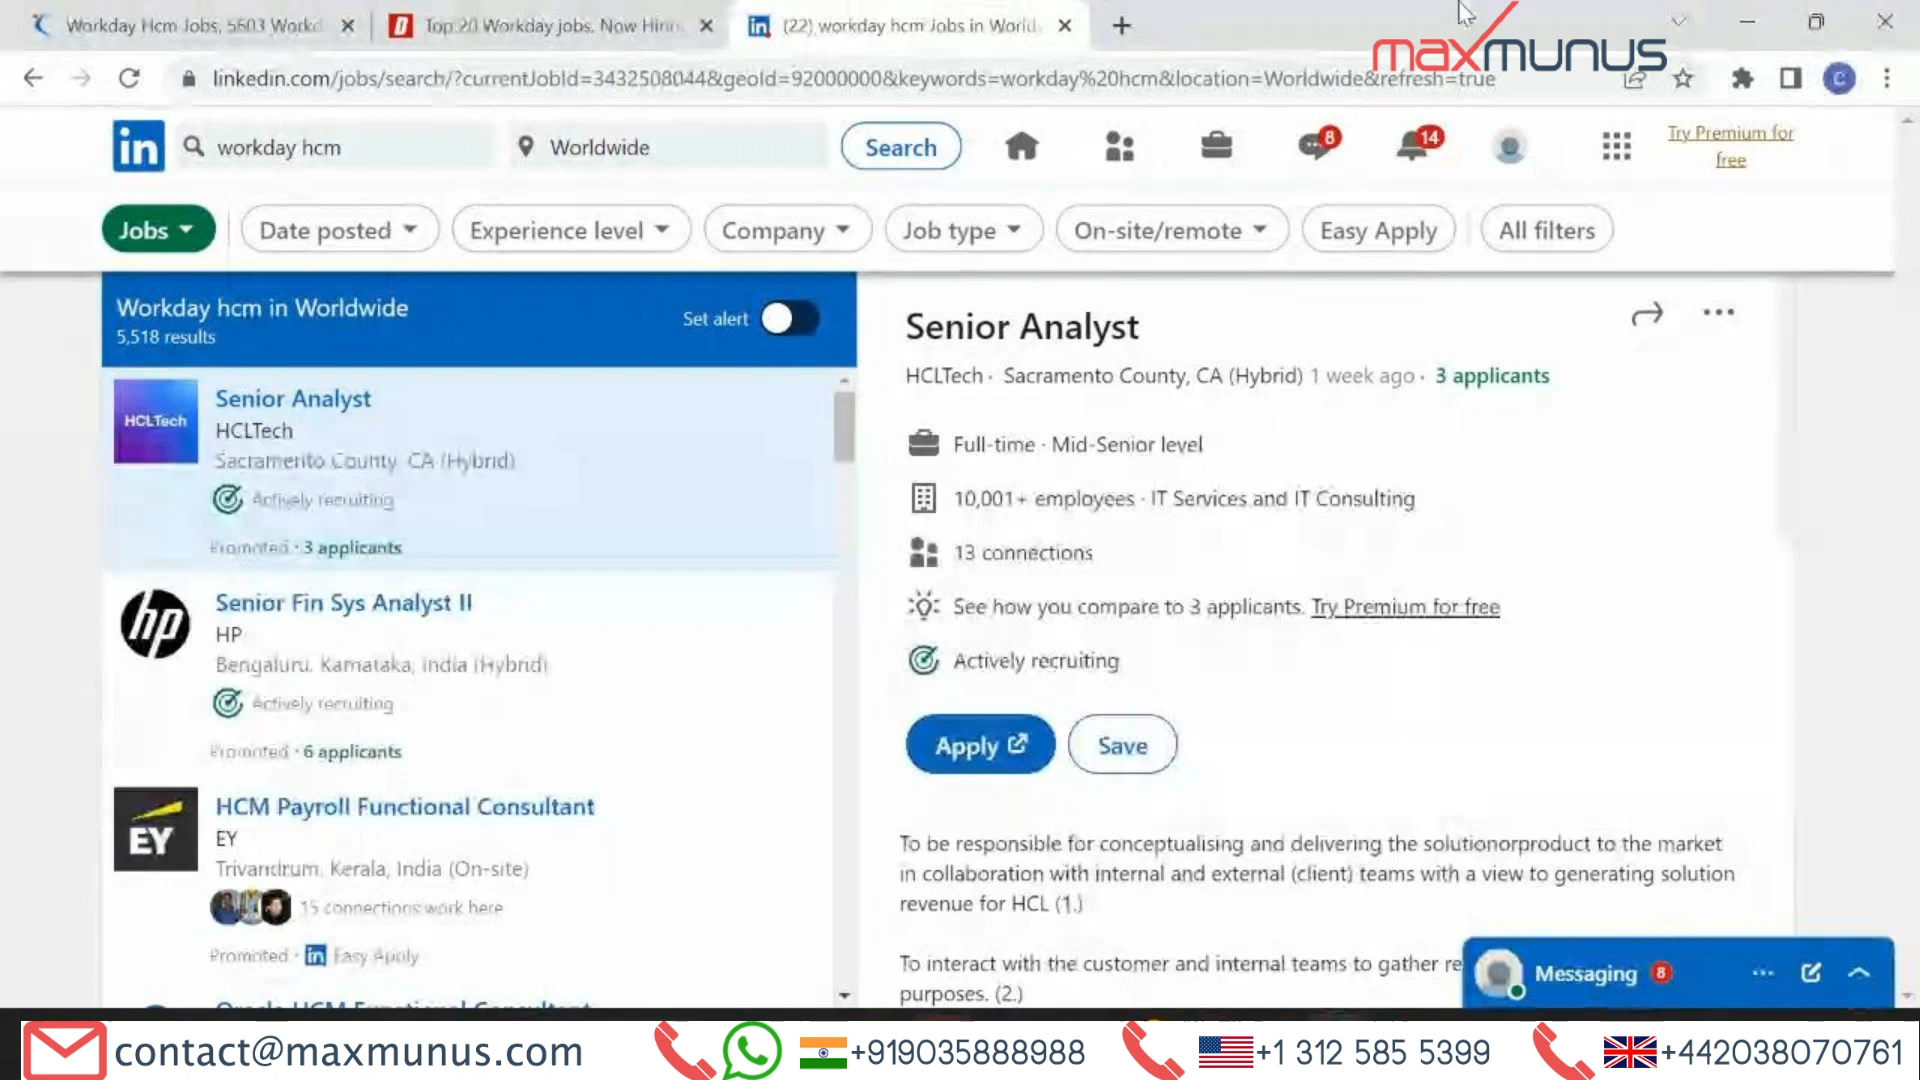 Workday Hcm Jobs, 5603 Workd
Top 20 Workday jobs, Now Hirin
(22) workday hcm Jobs in World
maxmunus
linkedin.com/jobs/search/?currentJobId=3432508044&geoId=92000000&keywords=workday%20hcm&location=Worldwide&refresh=true
C
in
workday hcm
Worldwide
Search
8
14
Try Premium for
free
Jobs
Date posted
Experience level
Company
Job type
On-site/remote
Easy Apply
All filters
Workday hcm in Worldwide
5,518 results
Set alert
HCLTech
Senior Analyst
HCLTech
Sacramento County, CA (Hybrid)
Actively recruiting
Promoted · 3 applicants
hp
Senior Fin Sys Analyst II
HP
Bengaluru, Karnataka, India (Hybrid)
Actively recruiting
Promoted · 6 applicants
EY
HCM Payroll Functional Consultant
EY
Trivandrum, Kerala, India (On-site)
15 connections work here
Promoted · in Easy Apply
Oracle HCM Functional Consultant
Senior Analyst
HCLTech · Sacramento County, CA (Hybrid) 1 week ago · 3 applicants
Full-time · Mid-Senior level
10,001+ employees · IT Services and IT Consulting
13 connections
See how you compare to 3 applicants. Try Premium for free
Actively recruiting
Apply
Save
To be responsible for conceptualising and delivering the solutionorproduct to the market
in collaboration with internal and external (client) teams with a view to generating solution
revenue for HCL (1.)
To interact with the customer and internal teams to gather re
purposes. (2.)
Messaging 8
contact@maxmunus.com
+919035888988
+1 312 585 5399
+442038070761